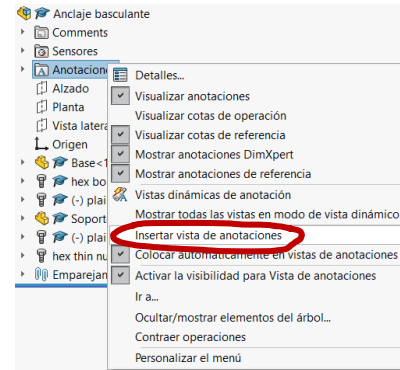 Anclaje basculante
Comments
Sensores
Anotacion
Alzado
Planta
Vista latera
Origen
Base<1
hex bo
(-) plai
Soport
(-) plai
hex thin nu
Emparejan
Detalles...
Visualizar anotaciones
Visualizar cotas de operación
Visualizar cotas de referencia
Mostrar anotaciones DimXpert
Mostrar anotaciones de referencia
Vistas dinámicas de anotación
Mostrar todas las vistas en modo de vista dinámico
Insertar vista de anotaciones
Colocar automáticamente en vistas de anotaciones
Activar la visibilidad para Vista de anotaciones
Ir a...
Ocultar/mostrar elementos del árbol...
Contraer operaciones
Personalizar el menú